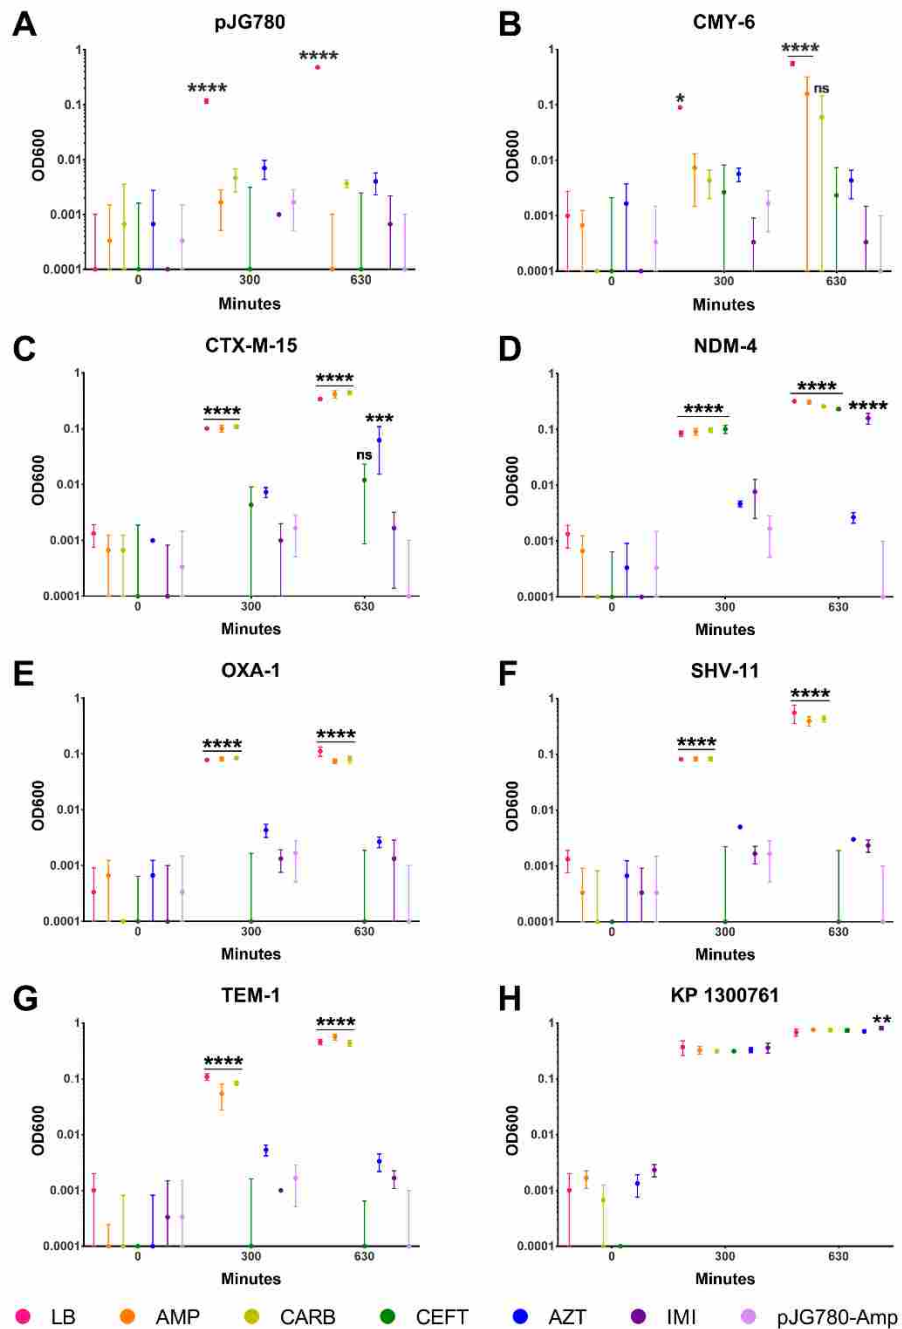 A pJG780 B CMY-6
1 **** **** 1 * **** ns
0.1 0.1
OD600 0.01 OD600 0.01
0.001 0.001
0.0001 0.0001
0 300 630 0 300 630
Minutes Minutes
C CTX-M-15 D NDM-4
1 **** **** ns *** 1 **** **** ****
0.1 0.1
OD600 0.01 OD600 0.01
0.001 0.001
0.0001 0.0001
0 300 630 0 300 630
Minutes Minutes
E OXA-1 F SHV-11
1 **** **** 1 **** ****
0.1 0.1
OD600 0.01 OD600 0.01
0.001 0.001
0.0001 0.0001
0 300 630 0 300 630
Minutes Minutes
G TEM-1 H KP 1300761
1 **** **** 1 **
0.1 0.1
OD600 0.01 OD600 0.01
0.001 0.001
0.0001 0.0001
0 300 630 0 300 630
Minutes Minutes
LB AMP CARB CEFT AZT IMI pJG780-Amp